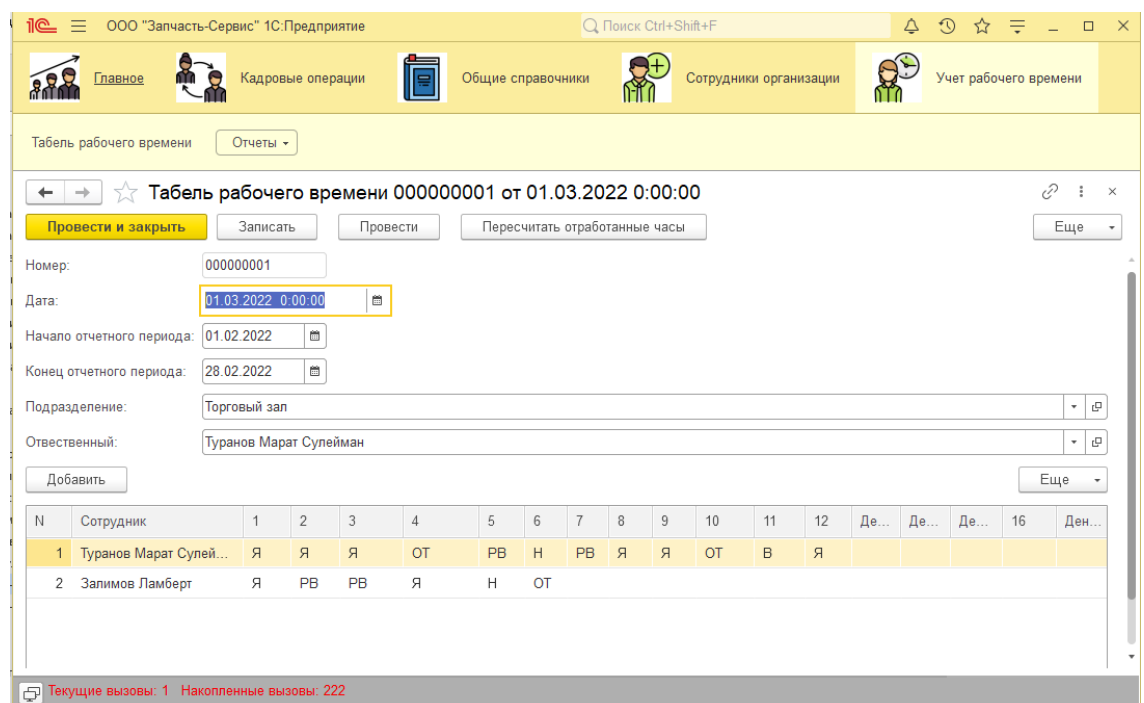 1С ООО "Запчасть-Сервис" 1С:Предприятие Поиск Ctrl+Shift+F
Главное Кадровые операции Общие справочники Сотрудники организации Учет рабочего времени
Табель рабочего времени Отчеты
Табель рабочего времени 000000001 от 01.03.2022 0:00:00
Провести и закрыть Записать Провести Пересчитать отработанные часы Еще
Номер: 000000001
Дата: 01.03.2022 0:00:00
Начало отчетного периода: 01.02.2022
Конец отчетного периода: 28.02.2022
Подразделение: Торговый зал
Отвественный: Туранов Марат Сулейман
Добавить Еще
N Сотрудник 1 2 3 4 5 6 7 8 9 10 11 12 Де... Де... Де... 16 Ден...
1 Туранов Марат Сулей... Я Я Я ОТ РВ Н РВ Я Я ОТ В Я
2 Залимов Ламберт Я РВ РВ Я Н ОТ
Текущие вызовы: 1 Накопленные вызовы: 222